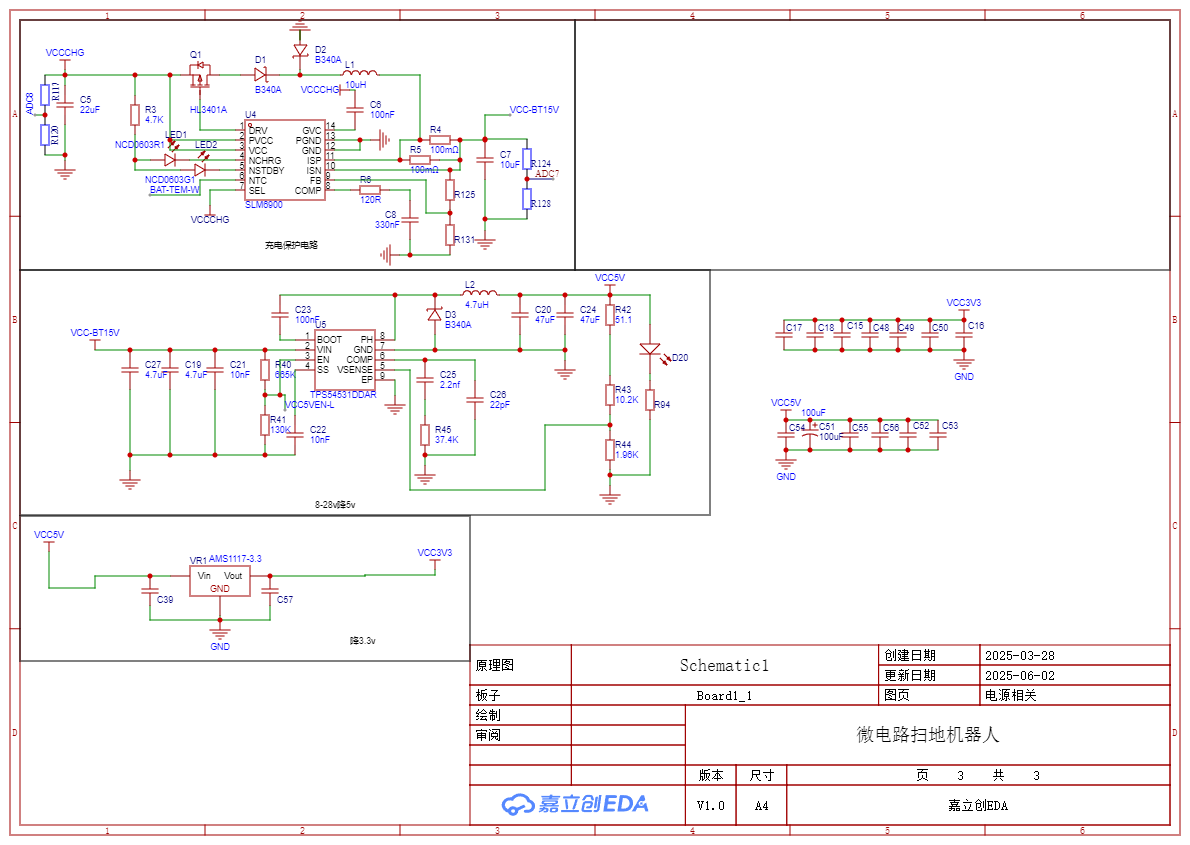 1 2 3 4 5 6
A
VCCCHG
ADC8
R117
R120
C5
22uF
R3
4.7K
Q1
HL3401A
D1
B340A
D2
B340A
L1
10uH
VCCCHG
C6
100nF
LED1
NCD0603R1
LED2
NCD0603G1
BAT-TEM-W
VCCCHG
U4
1 DRV
2 PVCC
3 VCC
4 NCHRG
5 NSTDBY
6 NTC
7 SEL
14 GVC
13 PGND
12 GND
11 ISP
10 ISN
9 FB
8 COMP
SLM6900
R4
100mΩ
R5
100mΩ
R6
120R
C8
330nF
R125
R131
VCC-BT15V
C7
10uF
R124
ADC7
R128
充电保护电路
A
B
VCC-BT15V
C27
4.7uF
C19
4.7uF
C21
10nF
R40
665K
VCC5VEN-L
R41
130K
C22
10nF
C23
100nF
U5
1 BOOT
2 VIN
3 EN
4 SS
PH 8
GND 7
COMP 6
VSENSE 5
EP 9
TPS54531DDAR
D3
B340A
L2
4.7uH
C20
47uF
C24
47uF
VCC5V
R42
51.1
C25
2.2nf
C26
22pF
R45
37.4K
R43
10.2K
R44
1.96K
D20
R94
8-28v降5v
VCC3V3
C17 C18 C15 C48 C49 C50 C16
GND
VCC5V
100uF
C54 C51 C55 C56 C52 C53
100uF
GND
B
C
VCC5V
C39
VR1 AMS1117-3.3
Vin Vout
GND
C57
VCC3V3
GND
降3.3v
C
D
原理图 Schematic1 创建日期 2025-03-28
更新日期 2025-06-02
板子 Board1_1 图页 电源相关
绘制
审阅
微电路扫地机器人
版本 尺寸 页 3 共 3
嘉立创EDA V1.0 A4 嘉立创EDA
D
1 2 3 4 5 6